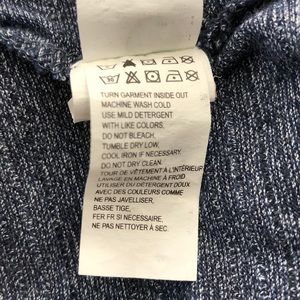 TURN GARMENT INSIDE OUT
MACHINE WASH COLD
USE MILD DETERGENT
WITH LIKE COLORS,
DO NOT BLEACH,
TUMBLE DRY LOW,
COOL IRON IF NECESSARY.
DO NOT DRY CLEAN.
TOUR DE VÊTEMENT À L'INTÉRIEUR
LAVAGE EN MACHINE À FROID
UTILISER DU DÉTERGENT DOUX
AVEC DES COULEURS COMME
NE PAS JAVELLISER,
BASSE TIGE,
FER FR SI NECESSAIRE,
NE PAS NETTOYER À SEC.